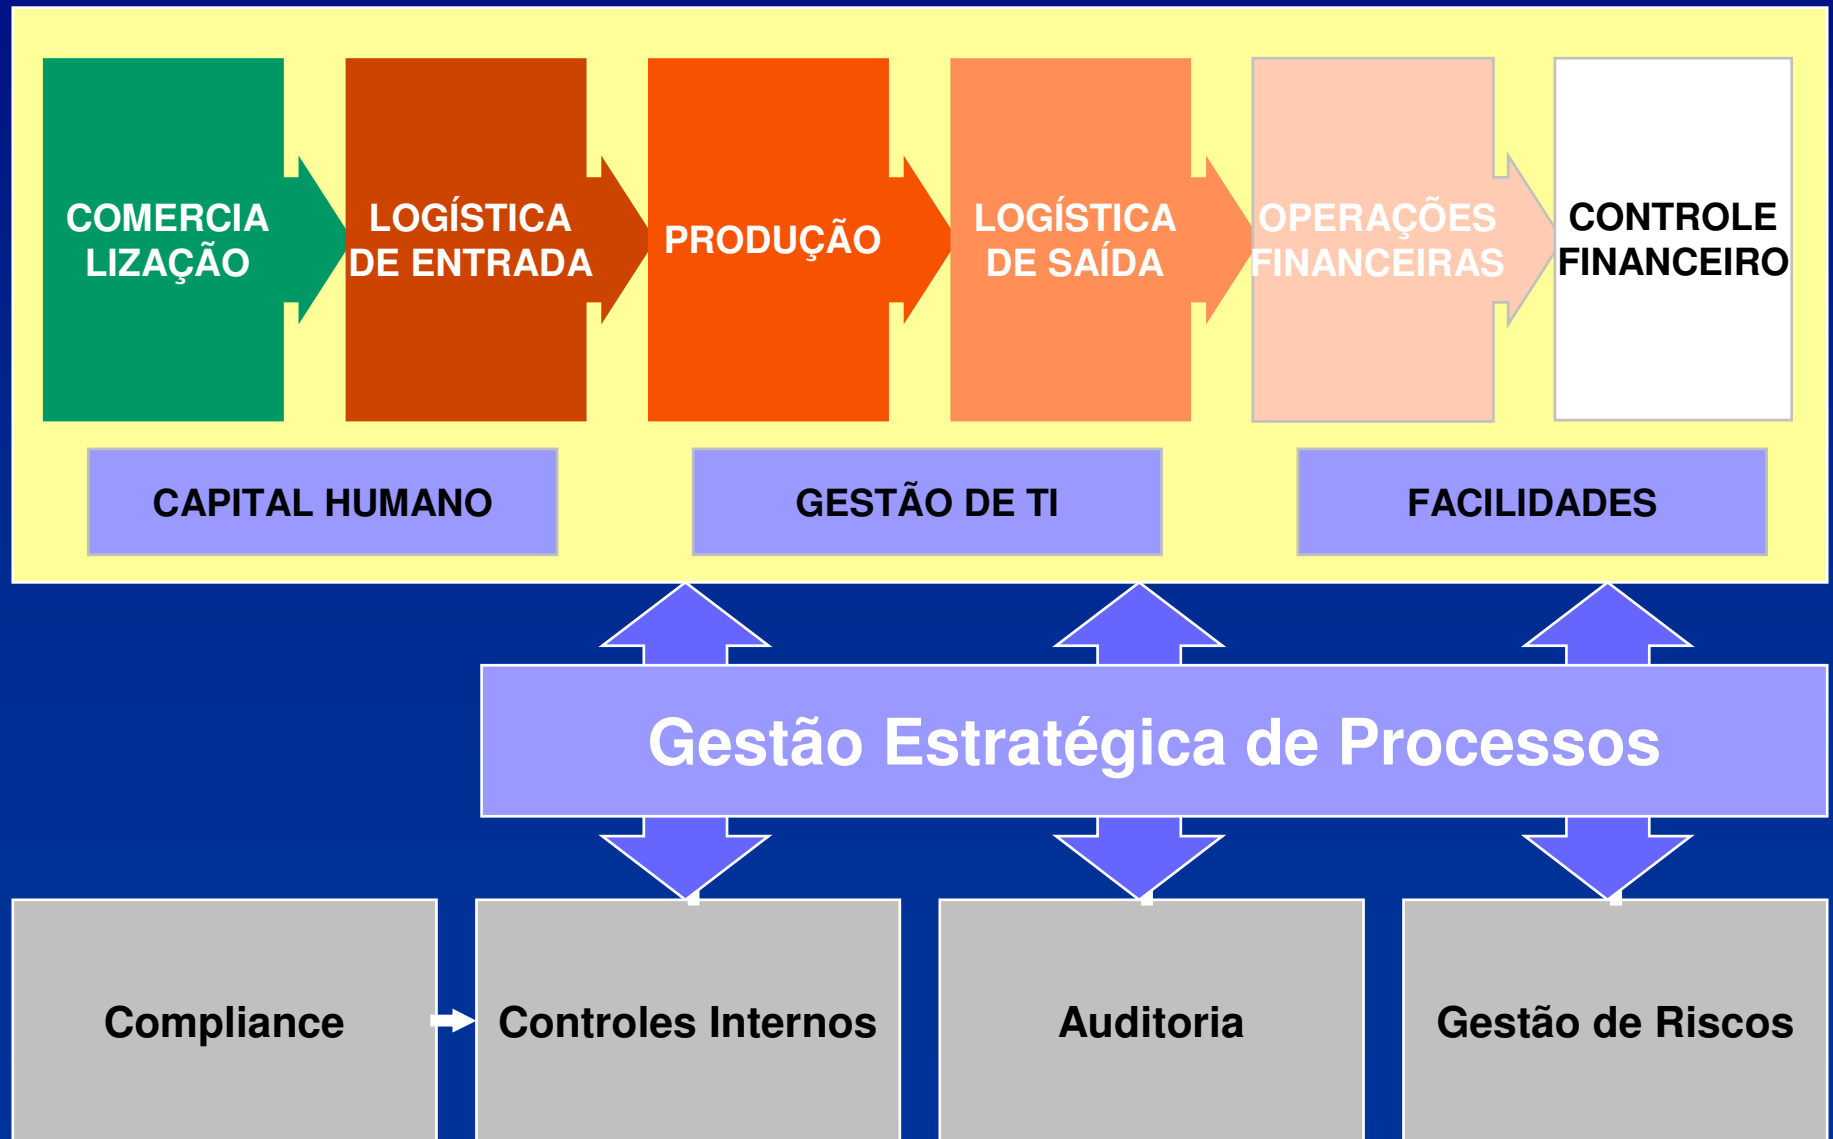 COMERCIA
LIZAÇÃO
LOGÍSTICA
DE ENTRADA
PRODUÇÃO
LOGÍSTICA
DE SAÍDA
OPERAÇÕES
FINANCEIRAS
CONTROLE
FINANCEIRO
CAPITAL HUMANO
GESTÃO DE TI
FACILIDADES
Gestão Estratégica de Processos
Compliance
Controles Internos
Auditoria
Gestão de Riscos